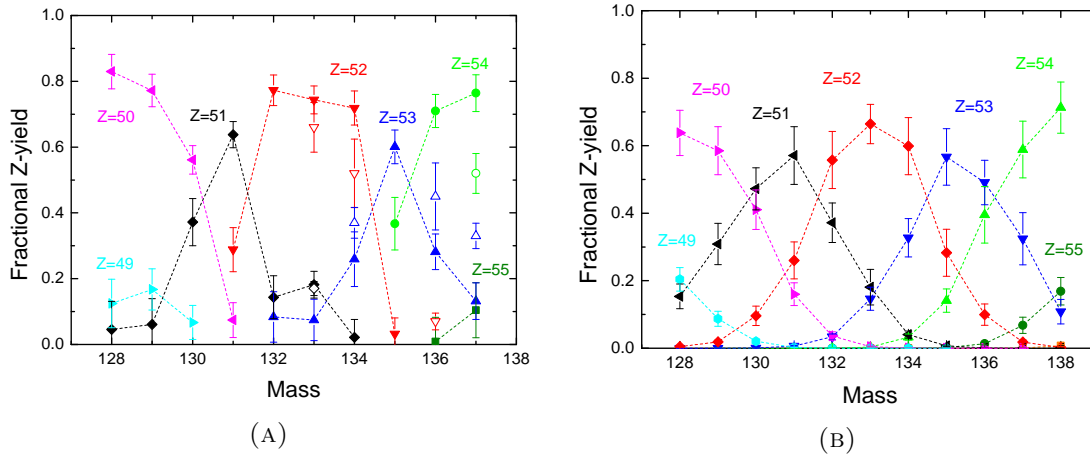 1.0
0.8
0.6
0.4
0.2
0.0
Fractional Z-yield
Z=50
Z=51
Z=52
Z=54
Z=53
Z=49
Z=55
128 130 132 134 136 138
Mass
(A)
1.0
0.8
0.6
0.4
0.2
0.0
Fractional Z-yield
Z=50
Z=51
Z=52
Z=53
Z=54
Z=49
Z=55
128 130 132 134 136 138
Mass
(B)